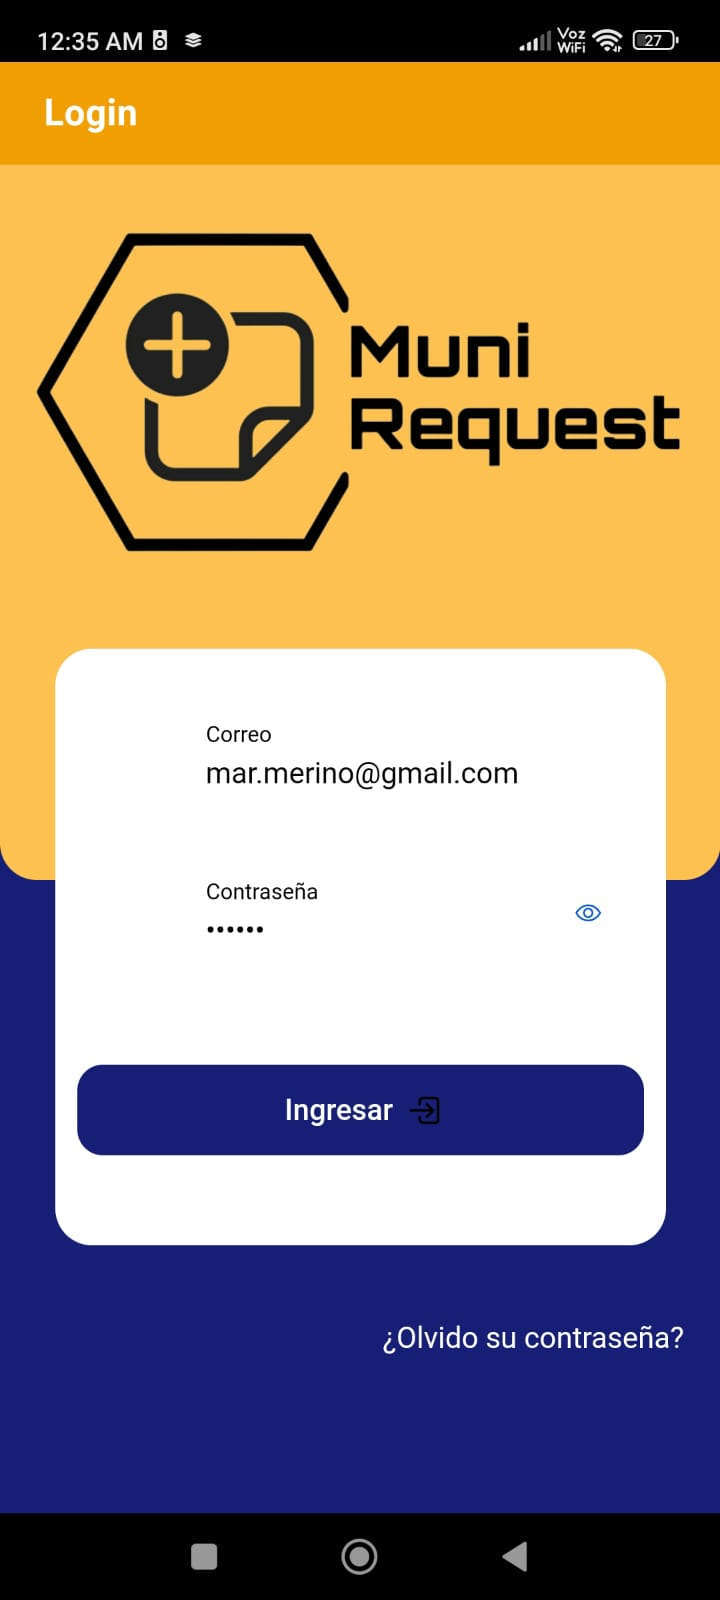 12:35 AM
Voz
WiFi
27
Login
Muni
Request
Correo
mar.merino@gmail.com
Contraseña
••••••
Ingresar
¿Olvido su contraseña?